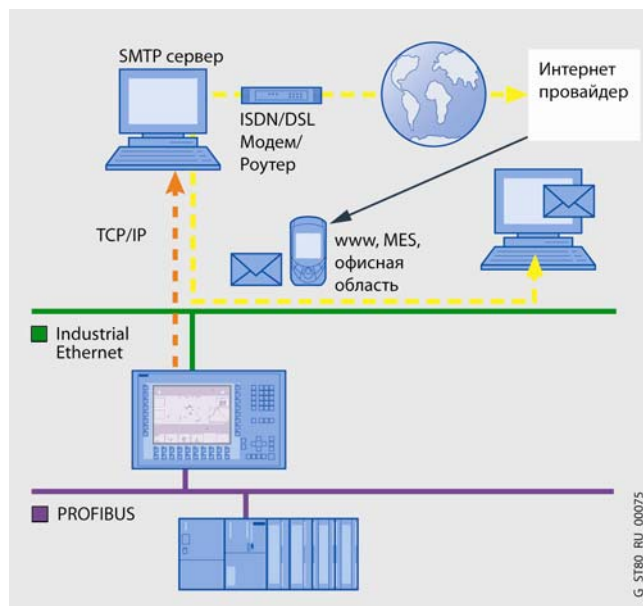 SMTP сервер
Интернет
провайдер
ISDN/DSL
Модем/
Роутер
TCP/IP
www, MES,
офисная
область
Industrial
Ethernet
PROFIBUS
G_ST80_RU_00075